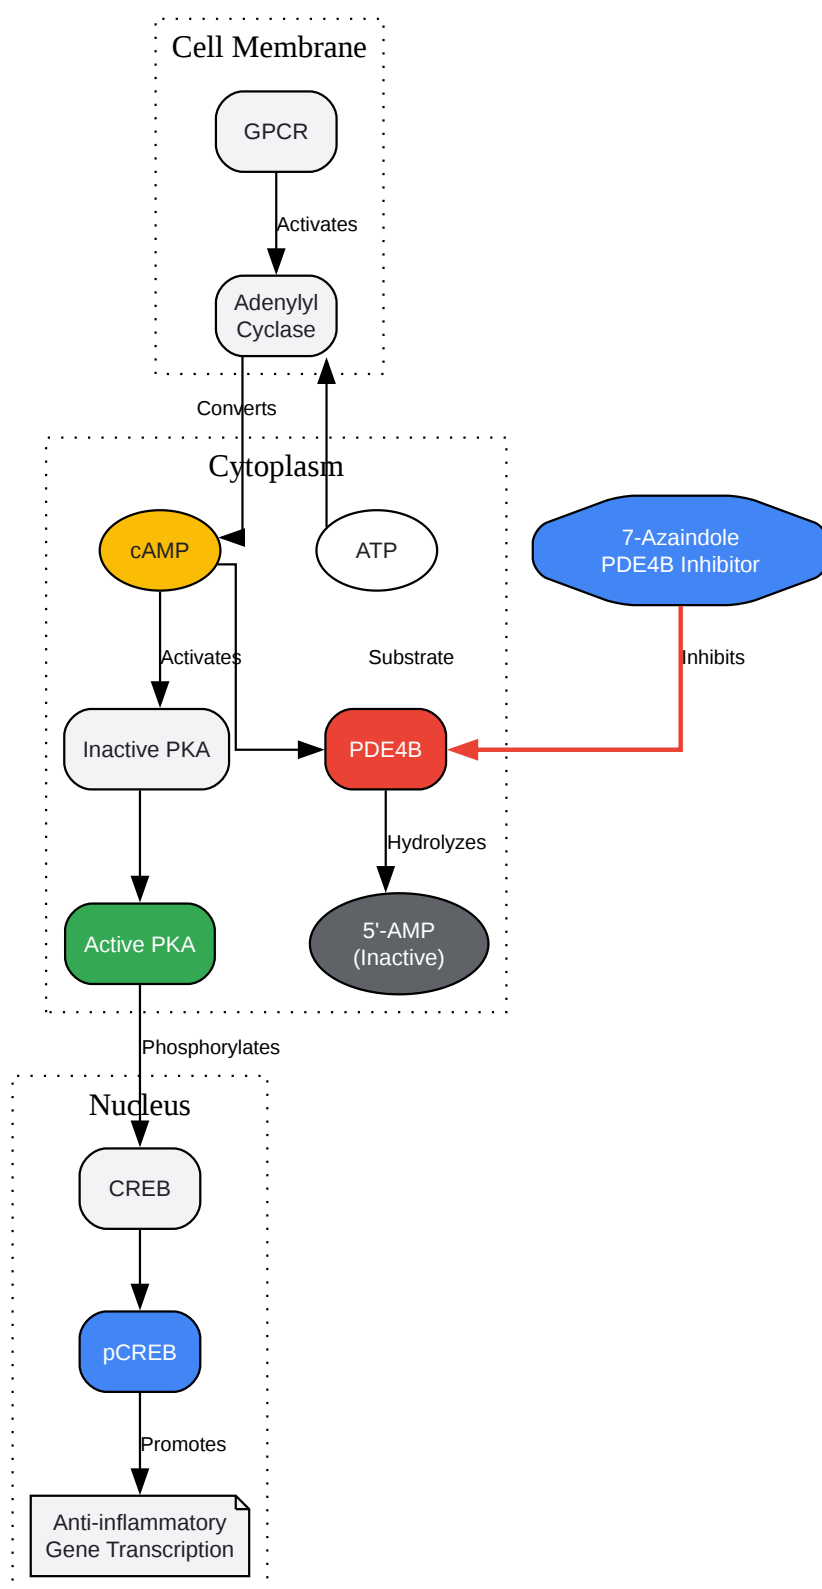 Cell Membrane
GPCR
Activates
Adenylyl
Cyclase
Converts
Cytoplasm
cAMP
ATP
7-Azaindole
PDE4B Inhibitor
Activates
Substrate
Inhibits
Inactive PKA
PDE4B
Hydrolyzes
Active PKA
5'-AMP
(Inactive)
Phosphorylates
Nucleus
CREB
pCREB
Promotes
Anti-inflammatory
Gene Transcription